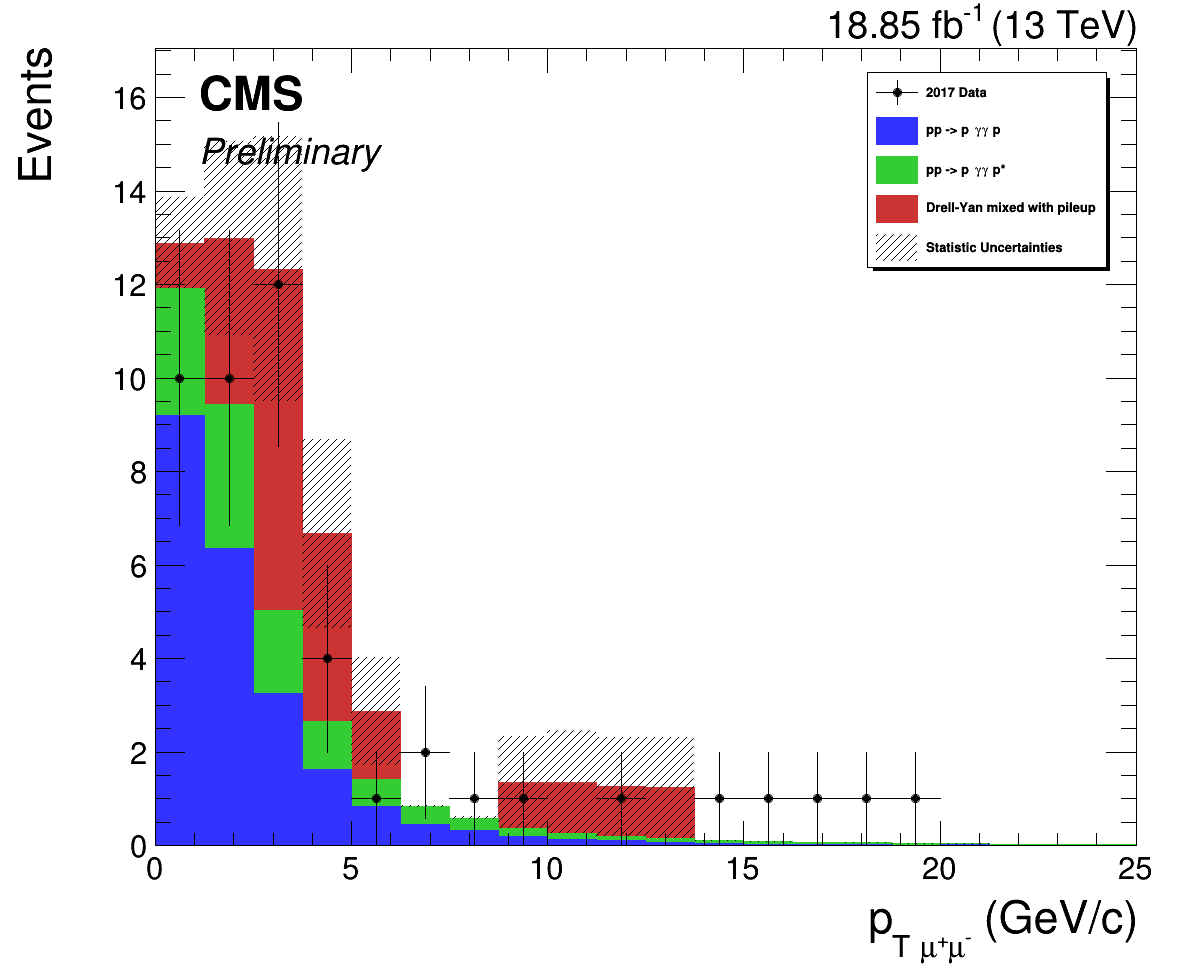 18.85 fb⁻¹ (13 TeV)
Events
CMS
Preliminary
2017 Data
pp -> p γγ p
pp -> p γγ p*
Drell-Yan mixed with pileup
Statistic Uncertainties
16
14
12
10
8
6
4
2
0
0 5 10 15 20 25
p_T μ⁺μ⁻ (GeV/c)